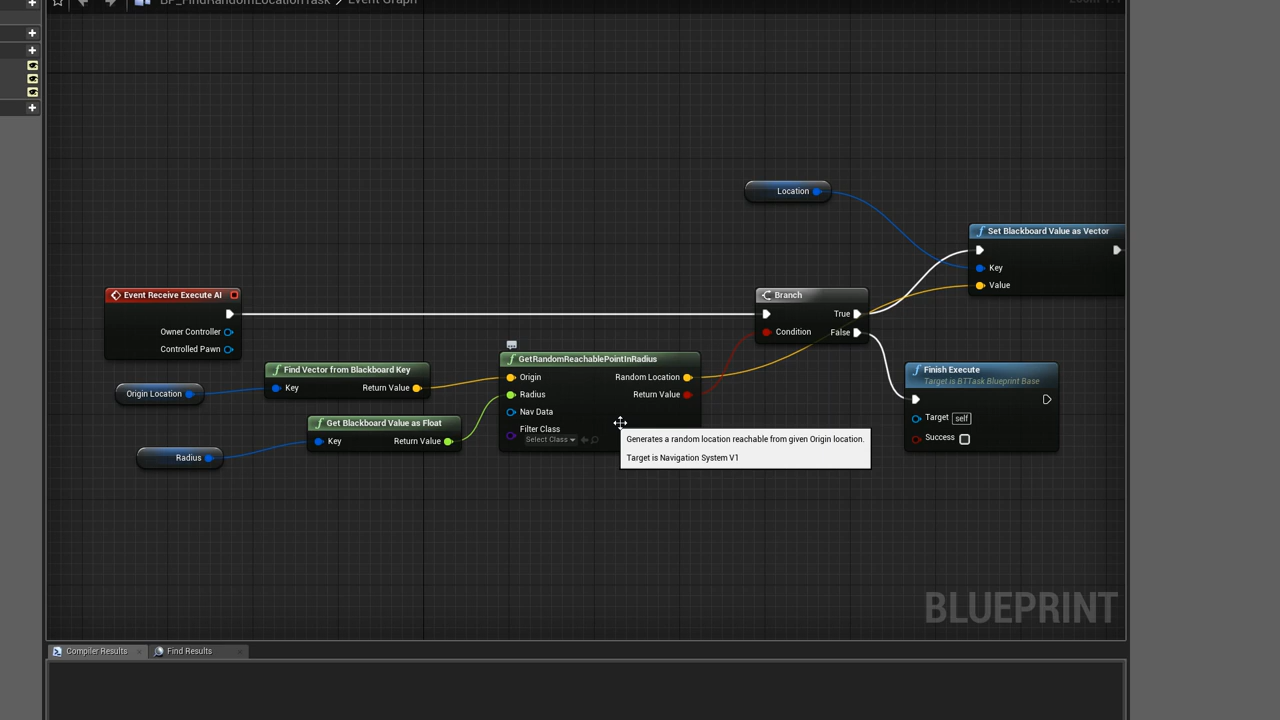 BP_FindRandomLocationTask > Event Graph
Location
Set Blackboard Value as Vector
Key
Value
Event Receive Execute AI
Owner Controller
Controlled Pawn
Branch
True
Condition
False
Find Vector from Blackboard Key
Origin Location
Key
Return Value
GetRandomReachablePointInRadius
Origin
Random Location
Radius
Return Value
Nav Data
Filter Class
Select Class
Get Blackboard Value as Float
Key
Return Value
Radius
Generates a random location reachable from given Origin location.
Target is Navigation System V1
Finish Execute
Target is BTTask Blueprint Base
Target
self
Success
BLUEPRINT
Compiler Results
Find Results